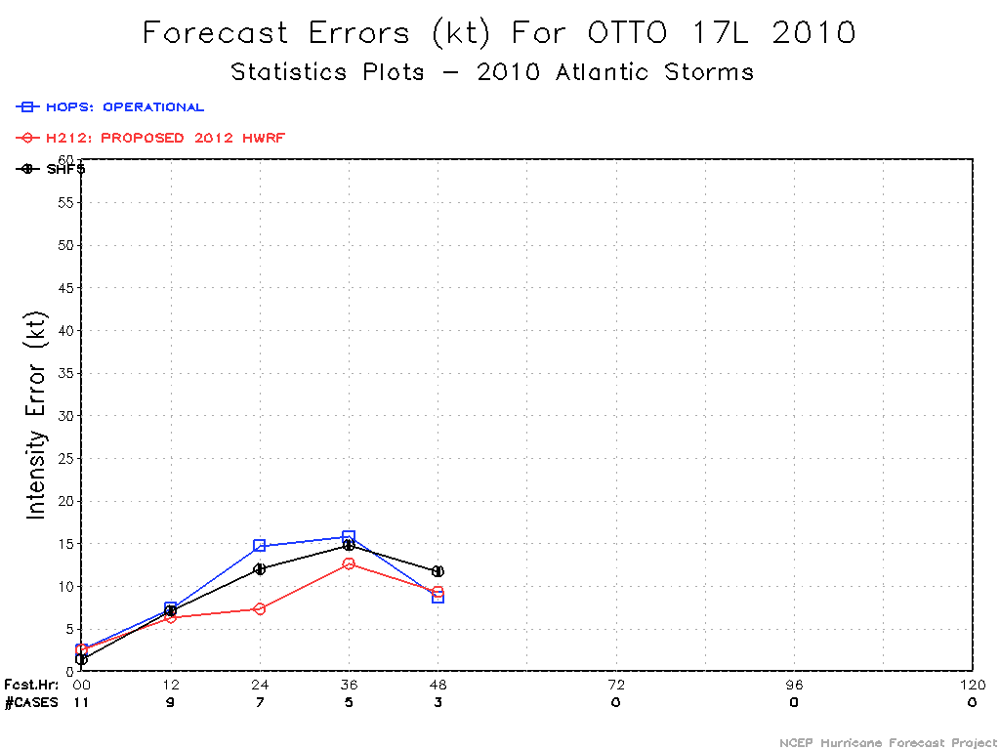 Forecast Errors (kt) For OTTO 17L 2010
Statistics Plots - 2010 Atlantic Storms
HOPS: OPERATIONAL
H212: PROPOSED 2012 HWRF
SHF5
60
55
50
45
40
35
30
25
20
15
10
5
0
Intensity Error (kt)
Fcst.Hr: 00 12 24 36 48 72 96 120
#CASES 11 9 7 5 3 0 0 0
NCEP Hurricane Forecast Project